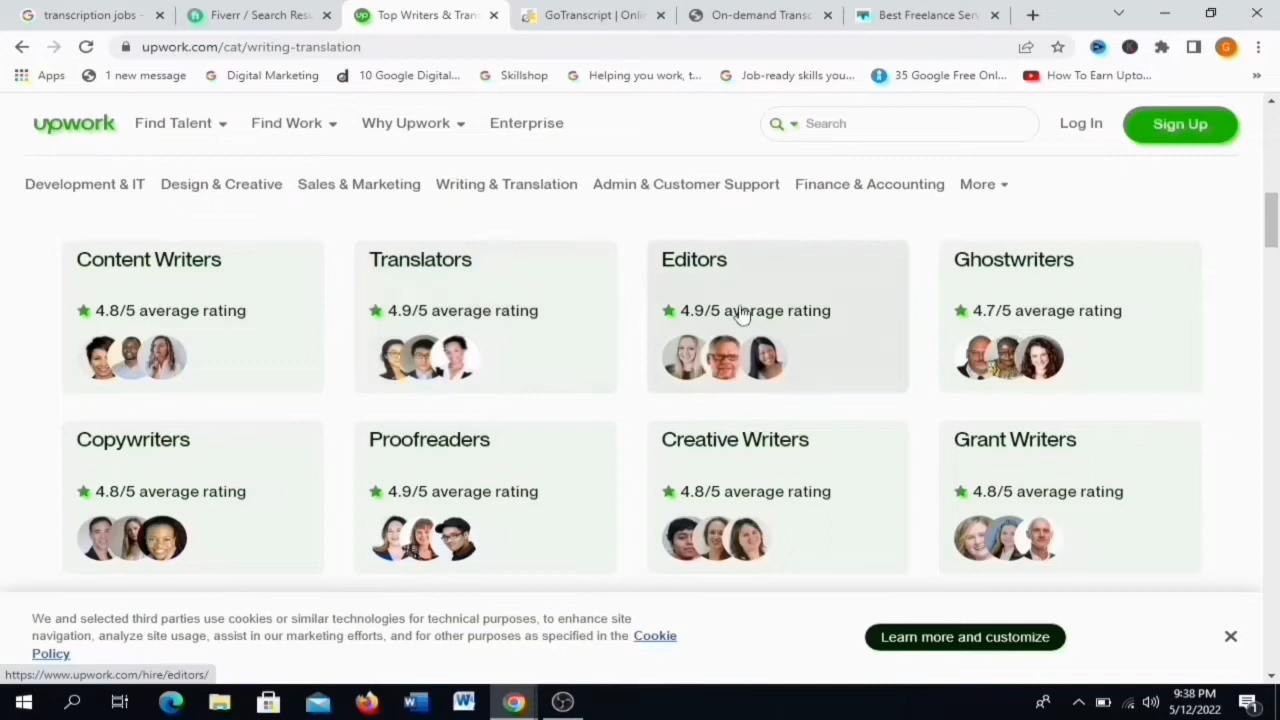 transcription jobs -
Fiverr / Search Resu
Top Writers & Tran
GoTranscript | Onli
On-demand Transc
Best Freelance Serv
upwork.com/cat/writing-translation
G
Apps
1 new message
Digital Marketing
10 Google Digital...
Skillshop
Helping you work, t...
Job-ready skills you...
35 Google Free Onl...
How To Earn Upto...
upwork
Find Talent
Find Work
Why Upwork
Enterprise
Search
Log In
Sign Up
Development & IT
Design & Creative
Sales & Marketing
Writing & Translation
Admin & Customer Support
Finance & Accounting
More
Content Writers
4.8/5 average rating
Translators
4.9/5 average rating
Editors
4.9/5 average rating
Ghostwriters
4.7/5 average rating
Copywriters
4.8/5 average rating
Proofreaders
4.9/5 average rating
Creative Writers
4.8/5 average rating
Grant Writers
4.8/5 average rating
We and selected third parties use cookies or similar technologies for technical purposes, to enhance site
navigation, analyze site usage, assist in our marketing efforts, and for other purposes as specified in the Cookie
Policy
Learn more and customize
https://www.upwork.com/hire/editors/
9:38 PM
5/12/2022
1